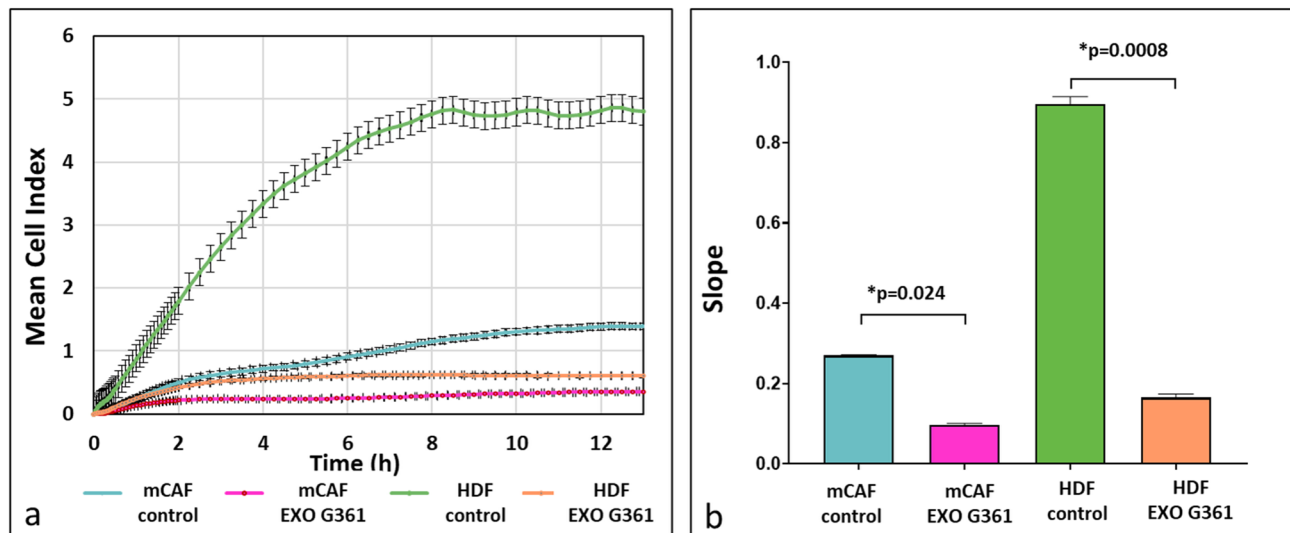 6
5
4
3
2
1
0
Mean Cell Index
0 2 4 6 8 10 12
Time (h)
mCAF mCAF HDF HDF
control EXO G361 control EXO G361
a
1.0
0.8
0.6
0.4
0.2
0.0
Slope
*p=0.024
*p=0.0008
mCAF mCAF HDF HDF
control EXO G361 control EXO G361
b